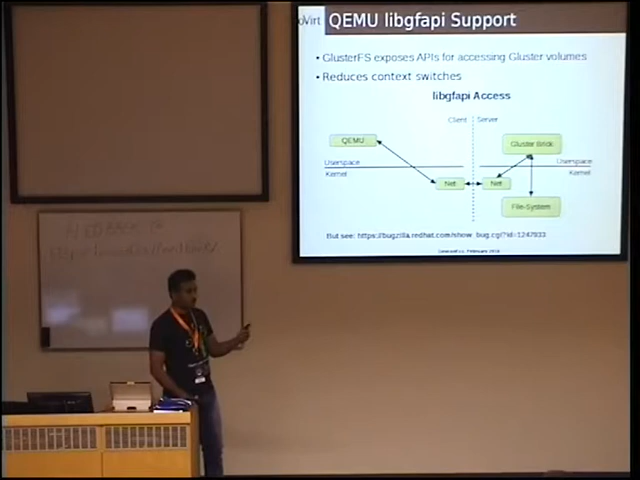 oVirt
QEMU libgfapi Support
• GlusterFS exposes APIs for accessing Gluster volumes
• Reduces context switches
libgfapi Access
Client
Server
QEMU
Gluster Brick
Userspace
Userspace
Kernel
Kernel
Net
Net
File-System
But see: https://bugzilla.redhat.com/show_bug.cgi?id=1247933
FEEDBACK @